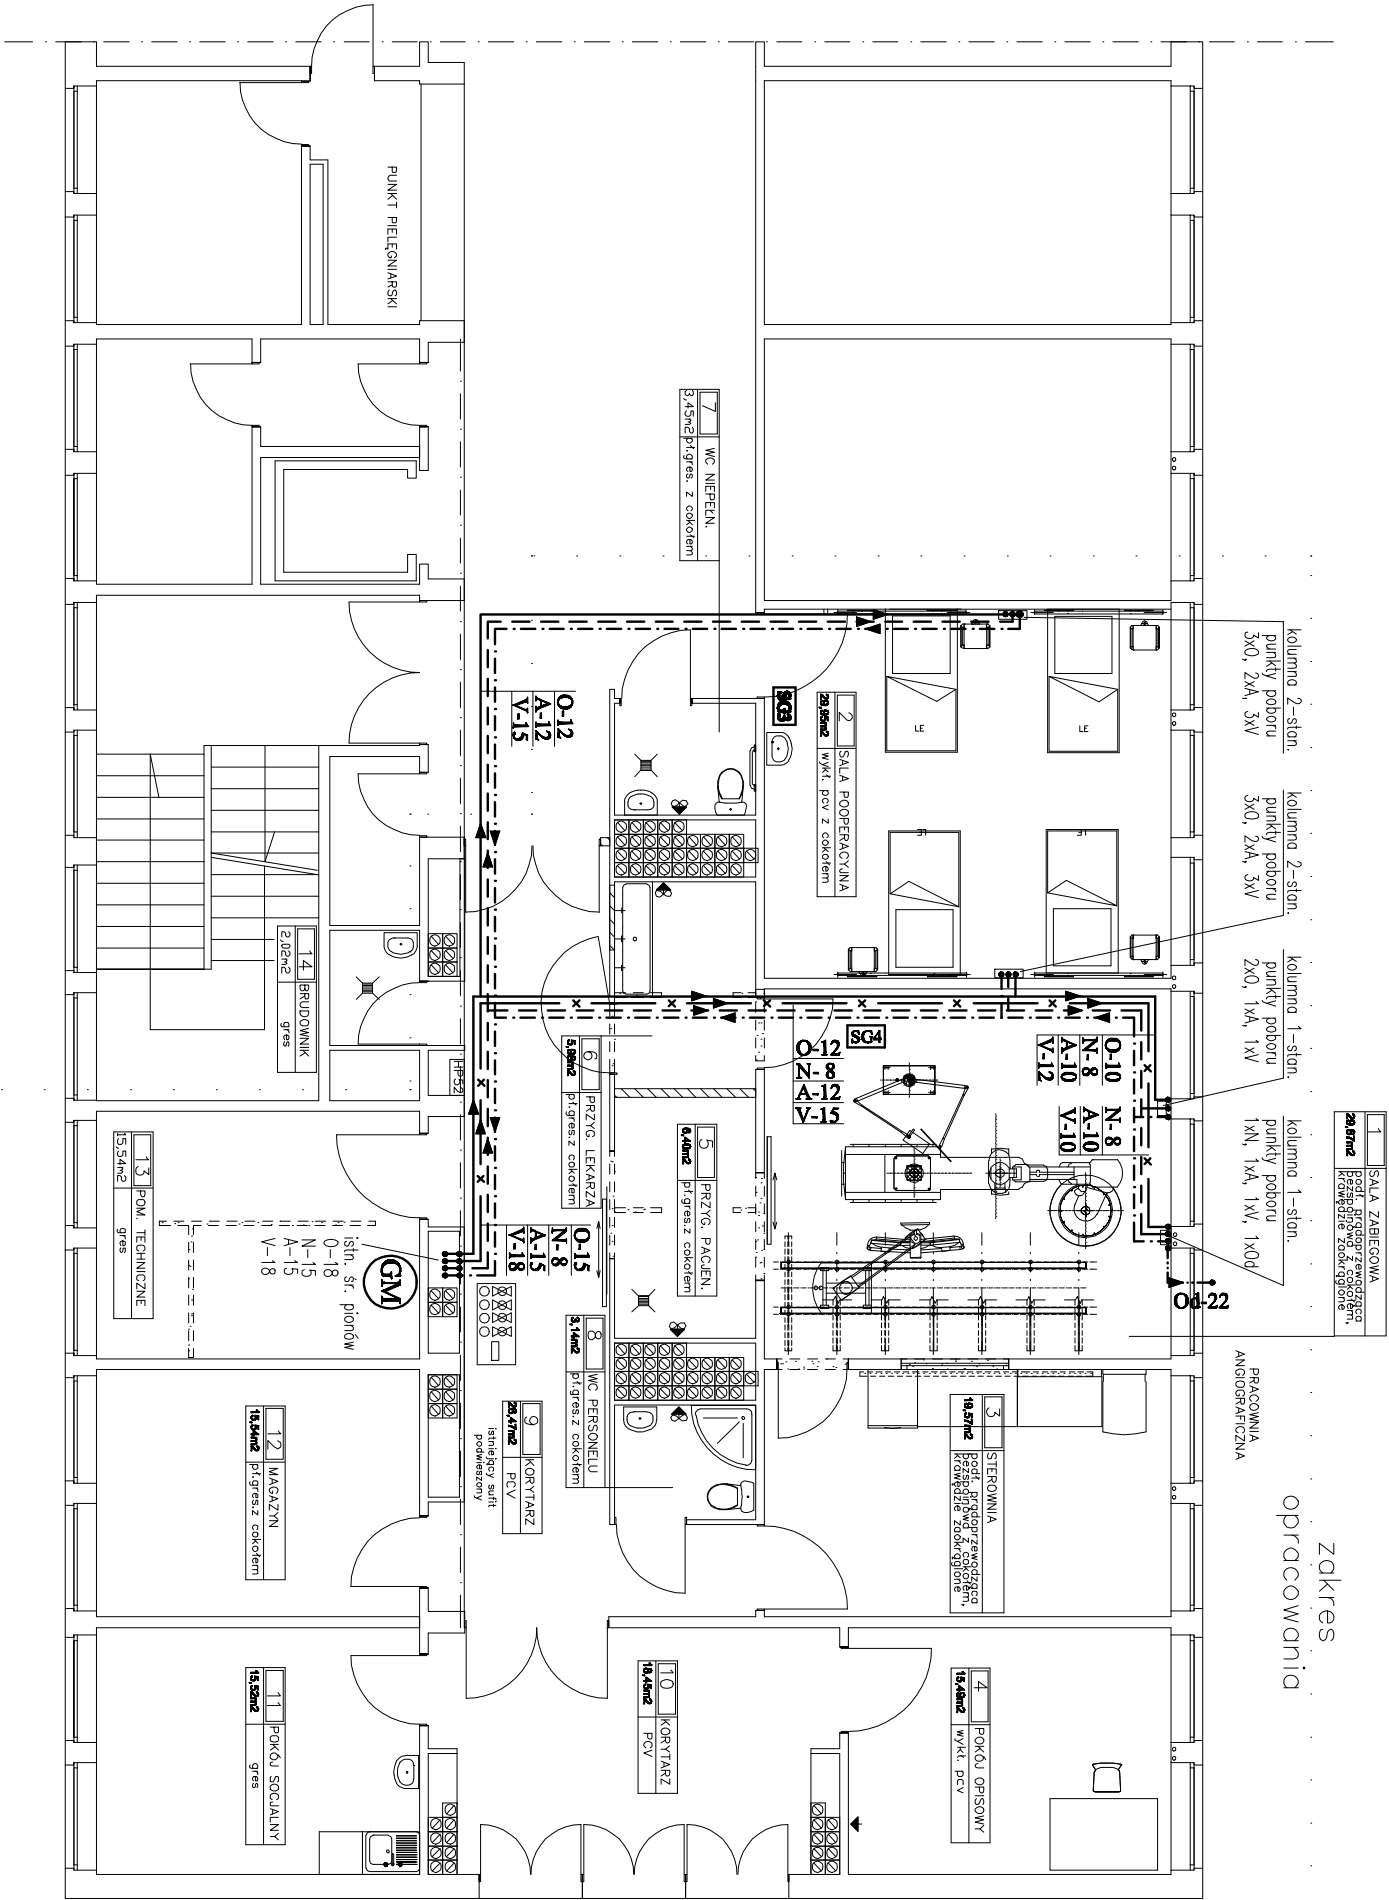 zakres
opracowania
PRACOWNIA
ANGIOGRAFICZNA
kolumna 2-stan.
punkty poboru
3xO, 2xA, 3xV
kolumna 2-stan.
punkty poboru
3xO, 2xA, 3xV
kolumna 1-stan.
punkty poboru
2xO, 1xA, 1xV
kolumna 1-stan.
punkty poboru
1xN, 1xA, 1xV, 1xOd
1 SALA ZABIEGOWA
29,87m2 podł. prądoprzewodząca
bezspoinowa z cokołem,
krawędzie zaokrąglone
Od-22
2 SALA POOPERACYJNA
29,95m2 wykł. pcv z cokołem
LE
LE
LE
LE
SG3
SG4
O-10
N-8
A-10
V-12
N-8
A-10
V-10
O-12
N-8
A-12
V-15
3 STEROWNIA
19,57m2 podł. prądoprzewodząca
bezspoinowa z cokołem,
krawędzie zaokrąglone
4 POKÓJ OPISOWY
15,49m2 wykł. pcv
5 PRZYG. PACJEN.
6,40m2 pł.gres.z cokołem
6 PRZYG. LEKARZA
5,98m2 pł.gres.z cokołem
7 WC NIEPEŁN.
3,45m2 pł.gres. z cokołem
8 WC PERSONELU
3,14m2 pł.gres.z cokołem
9 KORYTARZ
26,47m2 PCV
istniejący sufit
podwieszony
10 KORYTARZ
18,45m2 PCV
O-12
A-12
V-15
O-15
N-8
A-15
V-18
GM
istn. śr. pionów
O-18
N-15
A-15
V-18
HP52
11 POKÓJ SOCJALNY
15,52m2 gres
12 MAGAZYN
15,54m2 pł.gres.z cokołem
13 POM. TECHNICZNE
15,54m2 gres
14 BRUDOWNIK
2,02m2 gres
PUNKT PIELĘGNIARSKI